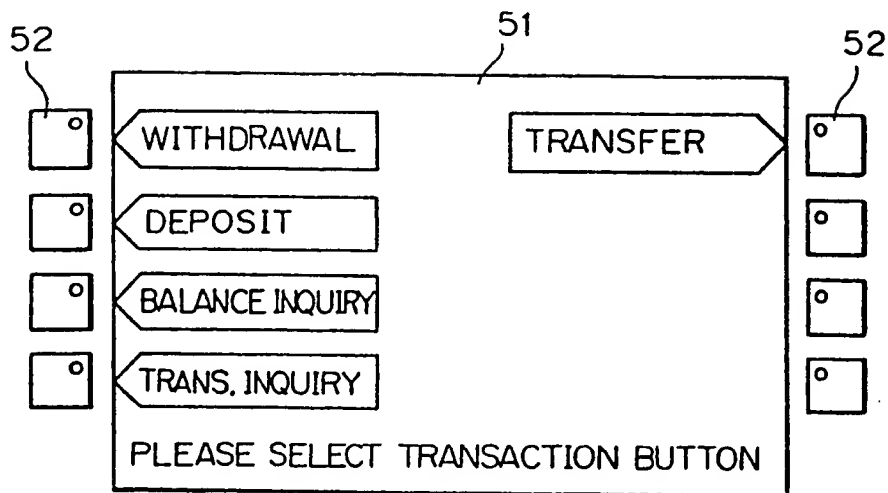 52
51
52
WITHDRAWAL
TRANSFER
DEPOSIT
BALANCE INQUIRY
TRANS. INQUIRY
PLEASE SELECT TRANSACTION BUTTON